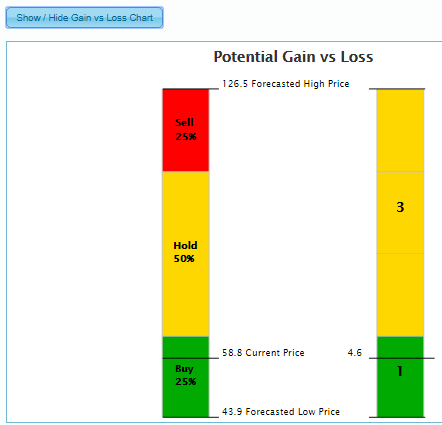 Show / Hide Gain vs Loss Chart
Potential Gain vs Loss
126.5 Forecasted High Price
Sell
25%
3
Hold
50%
58.8 Current Price
4.6
Buy
25%
1
43.9 Forecasted Low Price